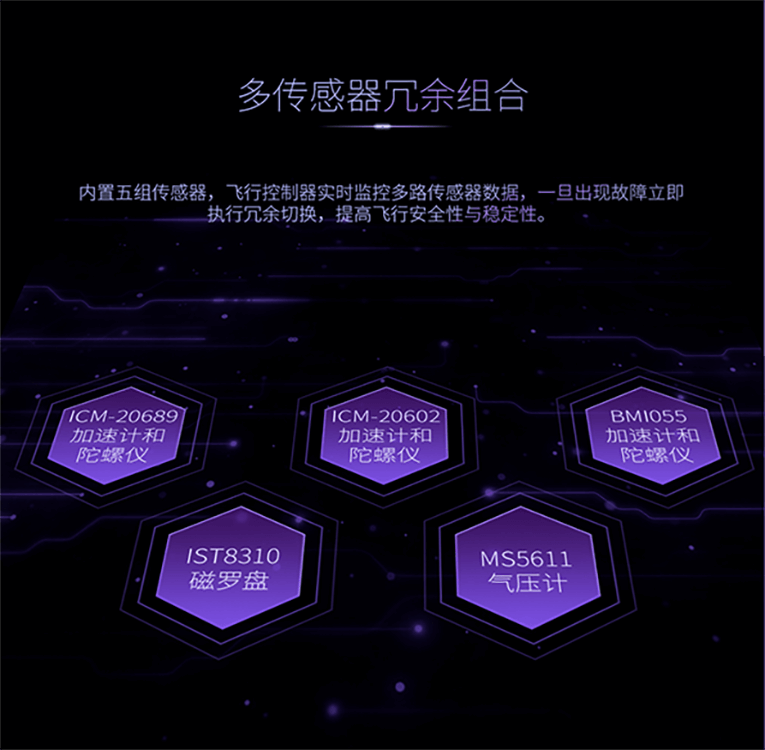 多传感器冗余组合
内置五组传感器，飞行控制器实时监控多路传感器数据，一旦出现故障立即
执行冗余切换，提高飞行安全性与稳定性。
ICM-20689
加速计和
陀螺仪
ICM-20602
加速计和
陀螺仪
BMI055
加速计和
陀螺仪
IST8310
磁罗盘
MS5611
气压计